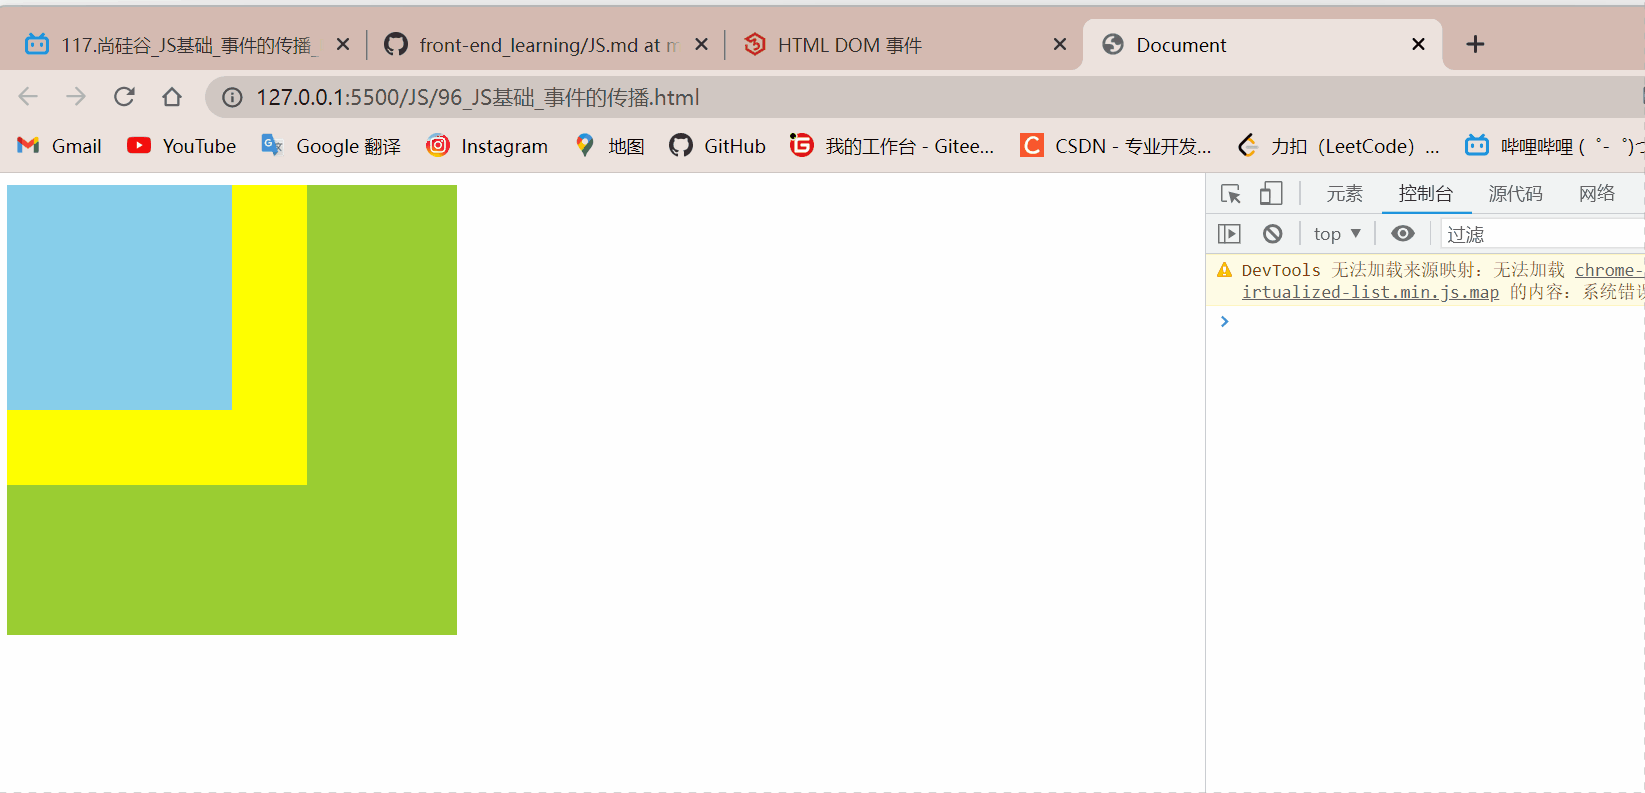 117.尚硅谷_JS基础_事件的传播_
front-end_learning/JS.md at m
HTML DOM 事件
Document
127.0.0.1:5500/JS/96_JS基础_事件的传播.html
Gmail YouTube Google 翻译 Instagram 地图 GitHub 我的工作台 - Gitee... CSDN - 专业开发... 力扣（LeetCode）... 哔哩哔哩 (゜-゜)つ
元素 控制台 源代码 网络
top ▼ 过滤
DevTools 无法加载来源映射：无法加载 chrome-
irtualized-list.min.js.map 的内容：系统错误